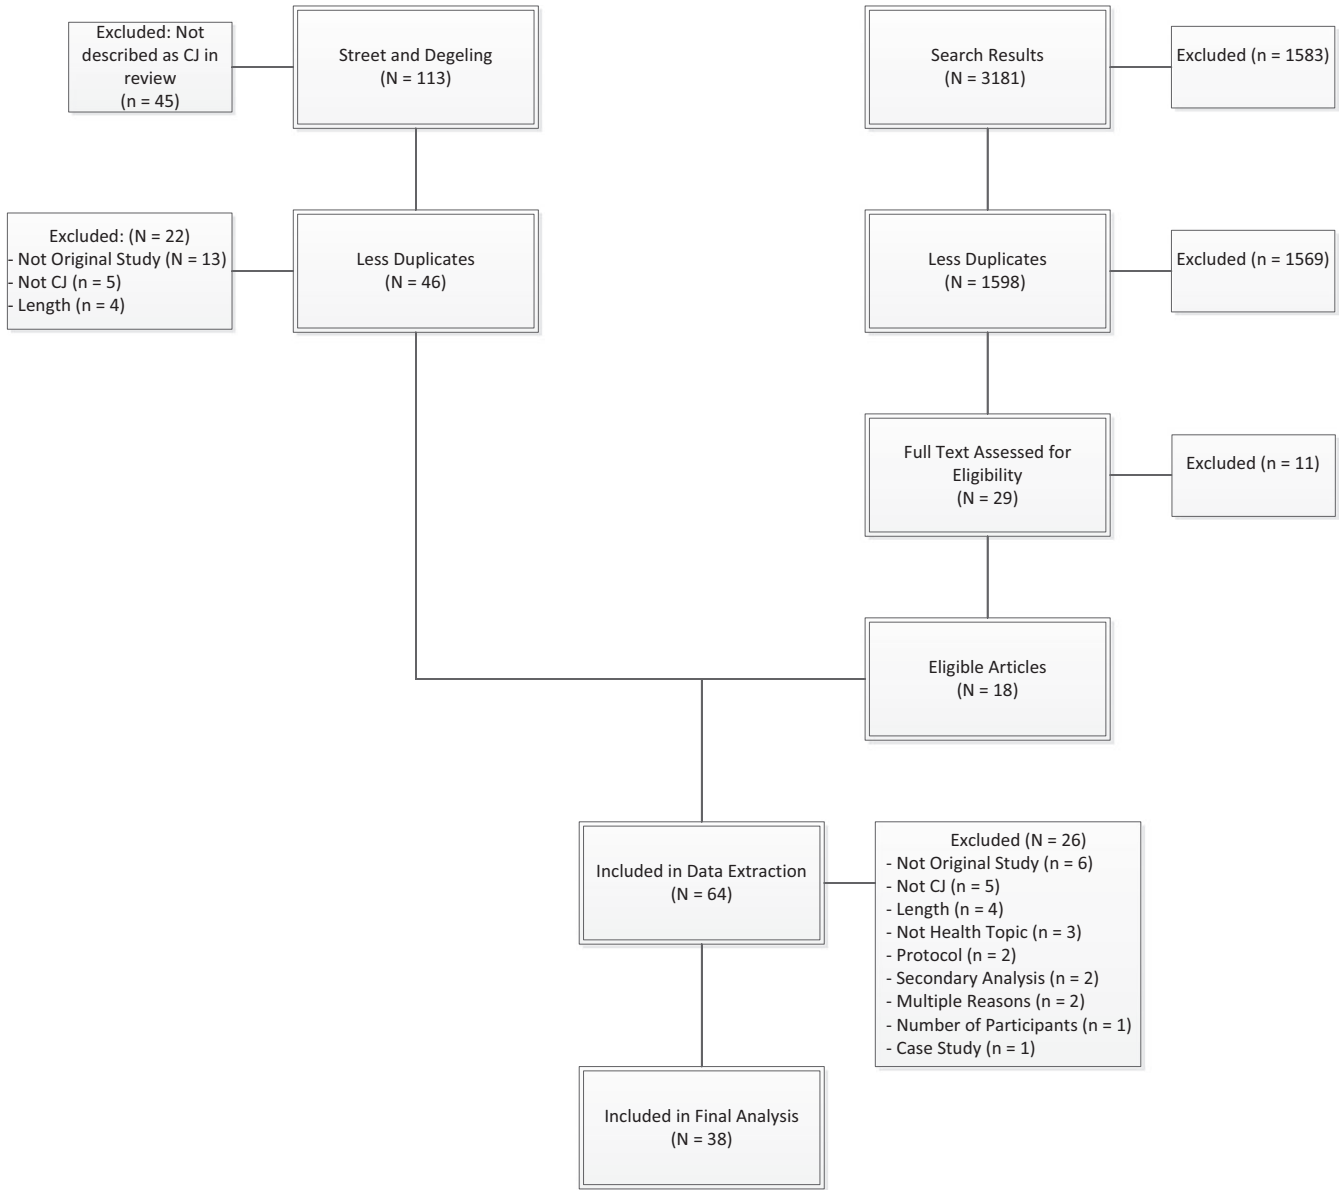 Excluded: Not
described as CJ in
review
(n = 45)
Street and Degeling
(N = 113)
Search Results
(N = 3181)
Excluded (n = 1583)
Excluded: (N = 22)
- Not Original Study (N = 13)
- Not CJ (n = 5)
- Length (n = 4)
Less Duplicates
(N = 46)
Less Duplicates
(N = 1598)
Excluded (n = 1569)
Full Text Assessed for
Eligibility
(N = 29)
Excluded (n = 11)
Eligible Articles
(N = 18)
Included in Data Extraction
(N = 64)
Excluded (N = 26)
- Not Original Study (n = 6)
- Not CJ (n = 5)
- Length (n = 4)
- Not Health Topic (n = 3)
- Protocol (n = 2)
- Secondary Analysis (n = 2)
- Multiple Reasons (n = 2)
- Number of Participants (n = 1)
- Case Study (n = 1)
Included in Final Analysis
(N = 38)